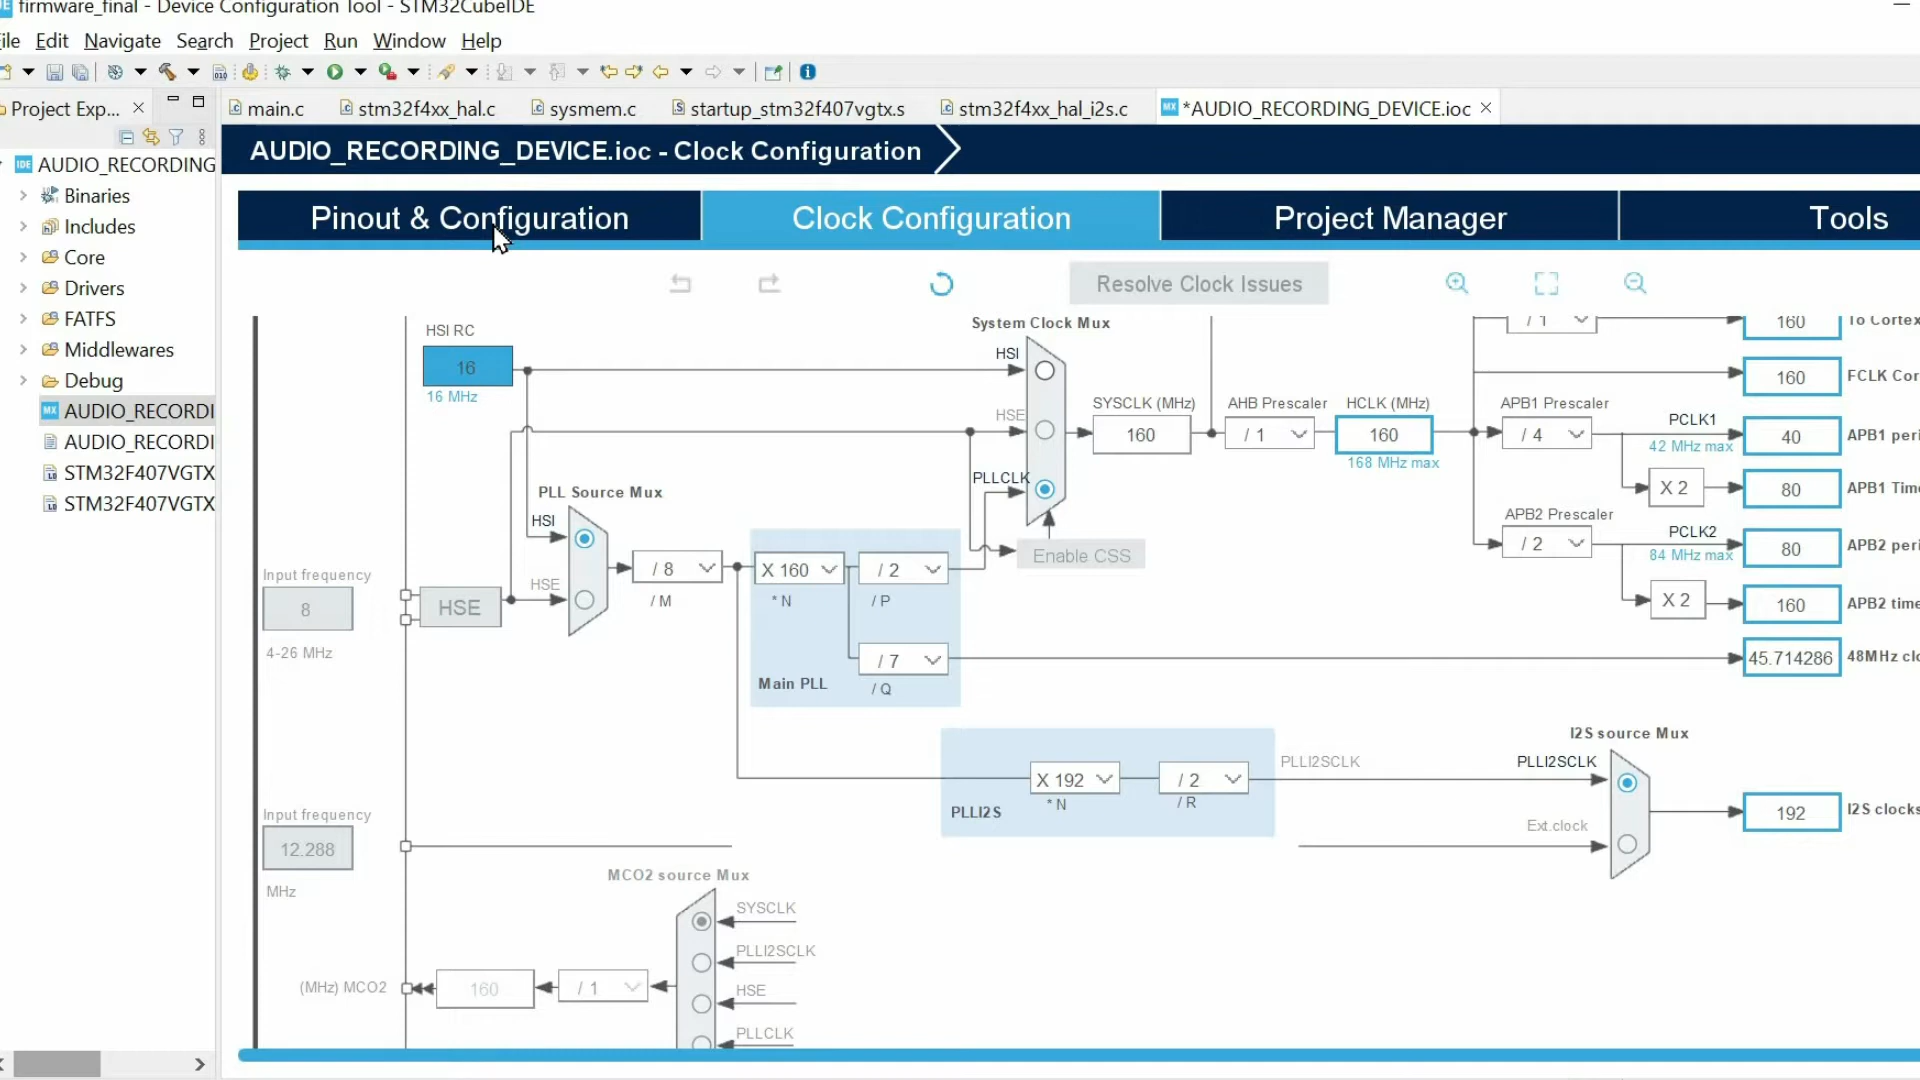 firmware_final - Device Configuration Tool - STM32CubeIDE
Edit Navigate Search Project Run Window Help
Project Exp...
main.c stm32f4xx_hal.c sysmem.c startup_stm32f407vgtx.s stm32f4xx_hal_i2s.c *AUDIO_RECORDING_DEVICE.ioc
AUDIO_RECORDING_DEVICE.ioc - Clock Configuration
Pinout & Configuration Clock Configuration Project Manager Tools
Resolve Clock Issues
AUDIO_RECORDING
Binaries
Includes
Core
Drivers
FATFS
Middlewares
Debug
AUDIO_RECORDI
AUDIO_RECORDI
STM32F407VGTX
STM32F407VGTX
HSI RC
16
16 MHz
System Clock Mux
HSI
HSE
PLLCLK
Enable CSS
SYSCLK (MHz)
160
AHB Prescaler
/ 1
HCLK (MHz)
160
168 MHz max
/ 1
160 To Cortex
160 FCLK Cor
APB1 Prescaler
/ 4
PCLK1
42 MHz max
40 APB1 peri
X 2
80 APB1 Time
APB2 Prescaler
/ 2
PCLK2
84 MHz max
80 APB2 peri
X 2
160 APB2 time
45.714286 48MHz clo
PLL Source Mux
HSI
HSE
/ 8
/ M
X 160
* N
/ 2
/ P
/ 7
/ Q
Main PLL
Input frequency
8
4-26 MHz
HSE
PLLI2S
X 192
* N
/ 2
/ R
PLLI2SCLK
I2S source Mux
PLLI2SCLK
Ext.clock
192 I2S clocks
Input frequency
12.288
MHz
MCO2 source Mux
SYSCLK
PLLI2SCLK
HSE
PLLCLK
(MHz) MCO2
160
/ 1